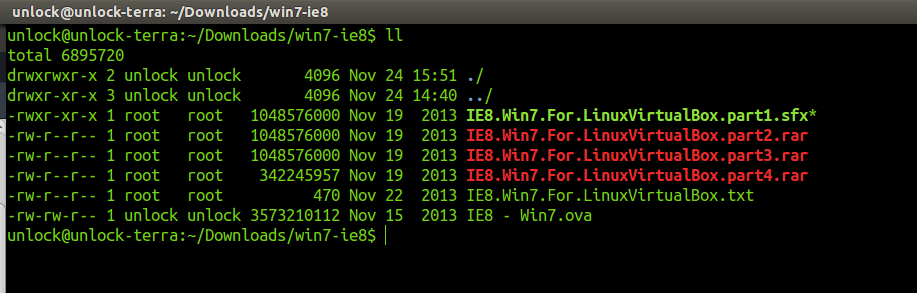 unlock@unlock-terra: ~/Downloads/win7-ie8
unlock@unlock-terra:~/Downloads/win7-ie8$ ll
total 6895720
drwxrwxr-x 2 unlock unlock       4096 Nov 24 15:51 ./
drwxr-xr-x 3 unlock unlock       4096 Nov 24 14:40 ../
-rwxr-xr-x 1 root   root   1048576000 Nov 19  2013 IE8.Win7.For.LinuxVirtualBox.part1.sfx*
-rw-r--r-- 1 root   root   1048576000 Nov 19  2013 IE8.Win7.For.LinuxVirtualBox.part2.rar
-rw-r--r-- 1 root   root   1048576000 Nov 19  2013 IE8.Win7.For.LinuxVirtualBox.part3.rar
-rw-r--r-- 1 root   root    342245957 Nov 19  2013 IE8.Win7.For.LinuxVirtualBox.part4.rar
-rw-r--r-- 1 root   root          470 Nov 22  2013 IE8.Win7.For.LinuxVirtualBox.txt
-rw-rw-r-- 1 unlock unlock 3573210112 Nov 15  2013 IE8 - Win7.ova
unlock@unlock-terra:~/Downloads/win7-ie8$